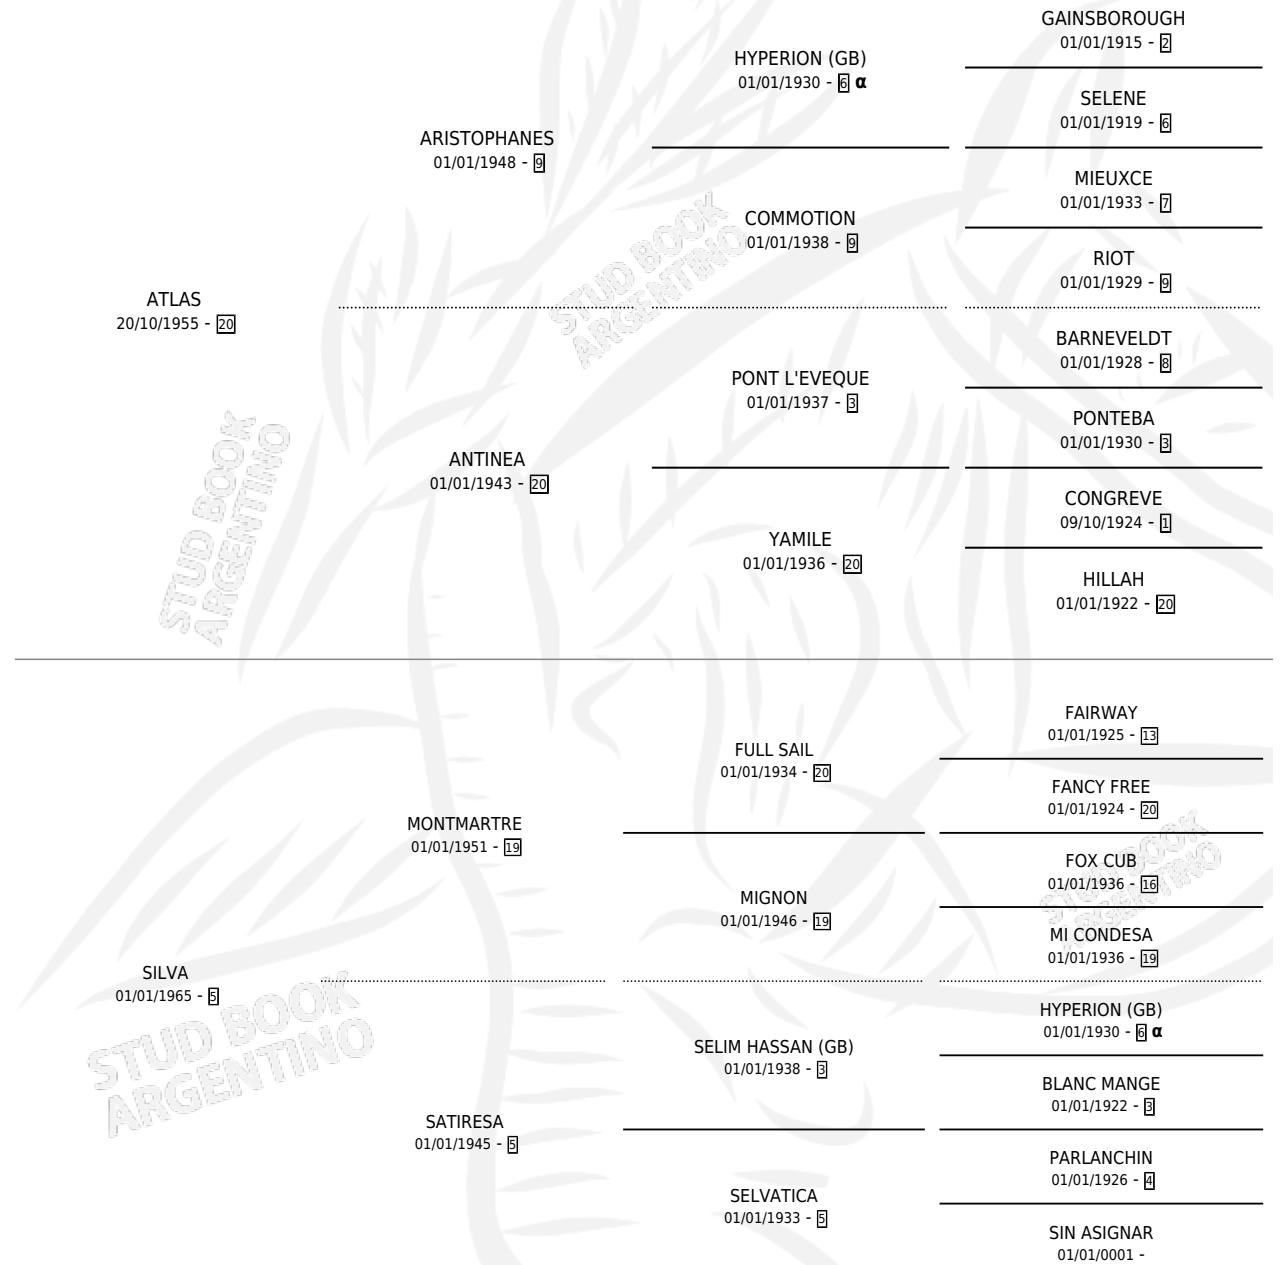 GAINSBOROUGH
01/01/1915 - 2
HYPERION (GB)
01/01/1930 - 6 α
SELENE
01/01/1919 - 6
ARISTOPHANES
01/01/1948 - 9
MIEUXCE
01/01/1933 - 7
COMMOTION
01/01/1938 - 9
RIOT
01/01/1929 - 9
ATLAS
20/10/1955 - 20
BARNEVELDT
01/01/1928 - 8
PONT L'EVEQUE
01/01/1937 - 3
PONTEBA
01/01/1930 - 3
ANTINEA
01/01/1943 - 20
CONGREVE
09/10/1924 - 1
YAMILE
01/01/1936 - 20
HILLAH
01/01/1922 - 20
FAIRWAY
01/01/1925 - 13
FULL SAIL
01/01/1934 - 20
FANCY FREE
01/01/1924 - 20
MONTMARTRE
01/01/1951 - 19
FOX CUB
01/01/1936 - 16
MIGNON
01/01/1946 - 19
MI CONDESA
01/01/1936 - 19
SILVA
01/01/1965 - 5
HYPERION (GB)
01/01/1930 - 6 α
SELIM HASSAN (GB)
01/01/1938 - 3
BLANC MANGE
01/01/1922 - 3
SATIRESA
01/01/1945 - 5
PARLANCHIN
01/01/1926 - 4
SELVATICA
01/01/1933 - 5
SIN ASIGNAR
01/01/0001 -
STUD BOOK
ARGENTINO
STUD BOOK
ARGENTINO
STUD BOOK
ARGENTINO
STUD BOOK
ARGENTINO